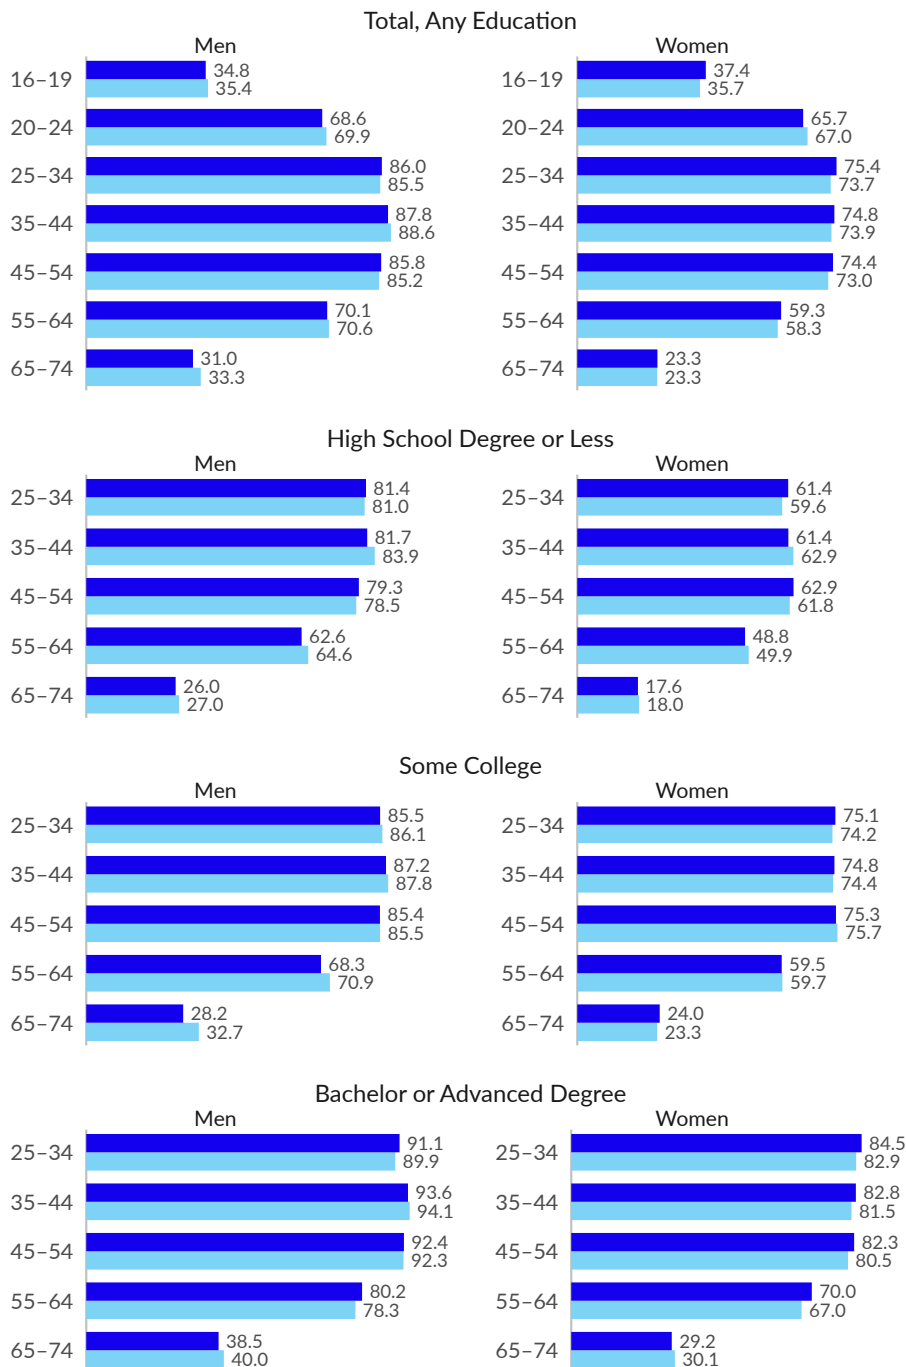 Total, Any Education
Men Women
16–19 34.8 16–19 37.4
35.4 35.7
20–24 68.6 20–24 65.7
69.9 67.0
25–34 86.0 25–34 75.4
85.5 73.7
35–44 87.8 35–44 74.8
88.6 73.9
45–54 85.8 45–54 74.4
85.2 73.0
55–64 70.1 55–64 59.3
70.6 58.3
65–74 31.0 65–74 23.3
33.3 23.3
High School Degree or Less
Men Women
25–34 81.4 25–34 61.4
81.0 59.6
35–44 81.7 35–44 61.4
83.9 62.9
45–54 79.3 45–54 62.9
78.5 61.8
55–64 62.6 55–64 48.8
64.6 49.9
65–74 26.0 65–74 17.6
27.0 18.0
Some College
Men Women
25–34 85.5 25–34 75.1
86.1 74.2
35–44 87.2 35–44 74.8
87.8 74.4
45–54 85.4 45–54 75.3
85.5 75.7
55–64 68.3 55–64 59.5
70.9 59.7
65–74 28.2 65–74 24.0
32.7 23.3
Bachelor or Advanced Degree
Men Women
25–34 91.1 25–34 84.5
89.9 82.9
35–44 93.6 35–44 82.8
94.1 81.5
45–54 92.4 45–54 82.3
92.3 80.5
55–64 80.2 55–64 70.0
78.3 67.0
65–74 38.5 65–74 29.2
40.0 30.1